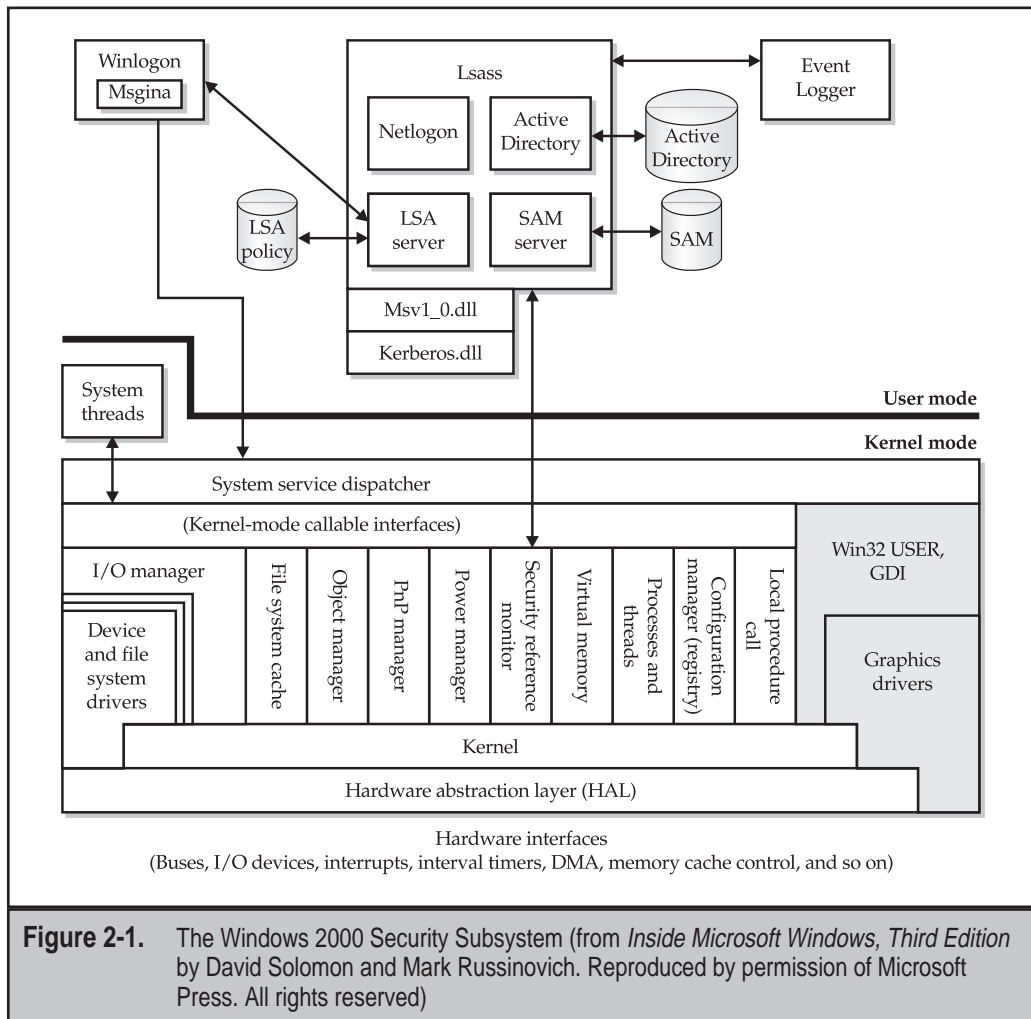 Winlogon
Msgina
Lsass
Event
Logger
Netlogon
Active
Directory
Active
Directory
LSA
policy
LSA
server
SAM
server
SAM
Msv1_0.dll
Kerberos.dll
System
threads
User mode
Kernel mode
System service dispatcher
(Kernel-mode callable interfaces)
Win32 USER,
GDI
I/O manager
Device
and file
system
drivers
File system cache
Object manager
PnP manager
Power manager
Security reference
monitor
Virtual memory
Processes and
threads
Configuration
manager (registry)
Local procedure
call
Graphics
drivers
Kernel
Hardware abstraction layer (HAL)
Hardware interfaces
(Buses, I/O devices, interrupts, interval timers, DMA, memory cache control, and so on)
Figure 2-1. The Windows 2000 Security Subsystem (from Inside Microsoft Windows, Third Edition
by David Solomon and Mark Russinovich. Reproduced by permission of Microsoft
Press. All rights reserved)